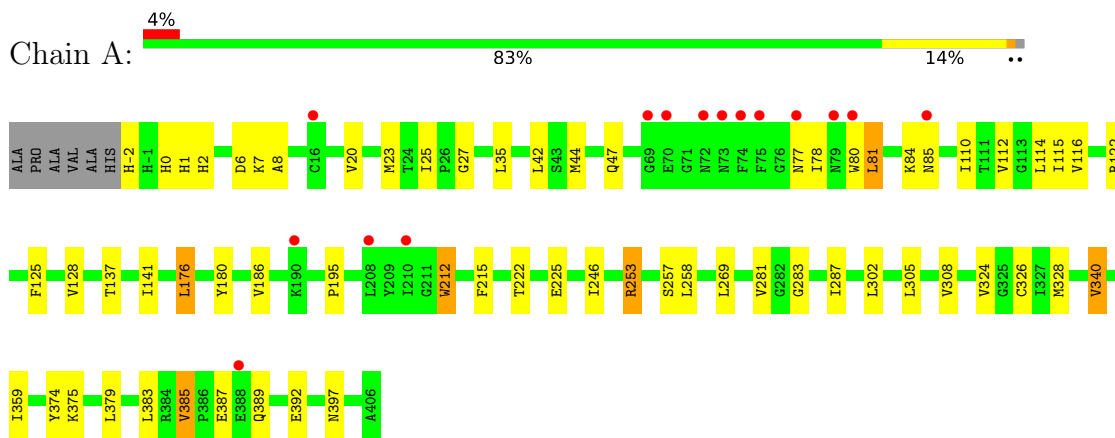 4%
Chain A:
83% 14% ••
ALA PRO ALA VAL ALA HIS H-2 H-1 H0 H1 H2 D6 K7 A8 C16 V20 M23 T24 I25 P26 G27 L35 L42 S43 M44 Q47 G69 E70 G71 N72 N73 F74 F75 G76 N77 I78 N79 W80 L81 K84 N85 I110 T111 V112 G113 L114 I115 V116
F125 V128 T137 I141 L176 Y180 V186 K190 P195 L208 Y209 I210 G211 W212 F215 T222 E225 I246 R253 S257 L258 L269 V281 G282 G283 I287 L302 L305 V308 V324 G325 C326 I327 M328 V340
I359 Y374 K375 L379 L383 R384 V385 P386 E387 E388 Q389 E392 N397 A406